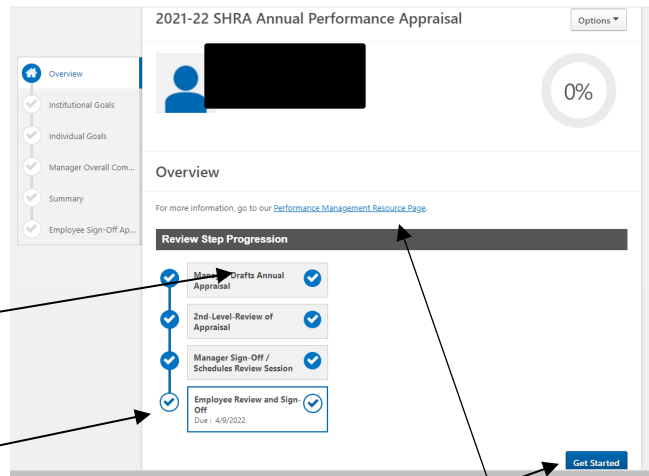 2021-22 SHRA Annual Performance Appraisal
Options
Overview
Institutional Goals
Individual Goals
Manager Overall Com...
Summary
Employee Sign-Off Ap...
0%
Overview
For more information, go to our Performance Management Resource Page.
Review Step Progression
Manager Drafts Annual
Appraisal
2nd-Level-Review of
Appraisal
Manager Sign-Off /
Schedules Review Session
Employee Review and Sign-
Off
Due : 4/9/2022
Get Started